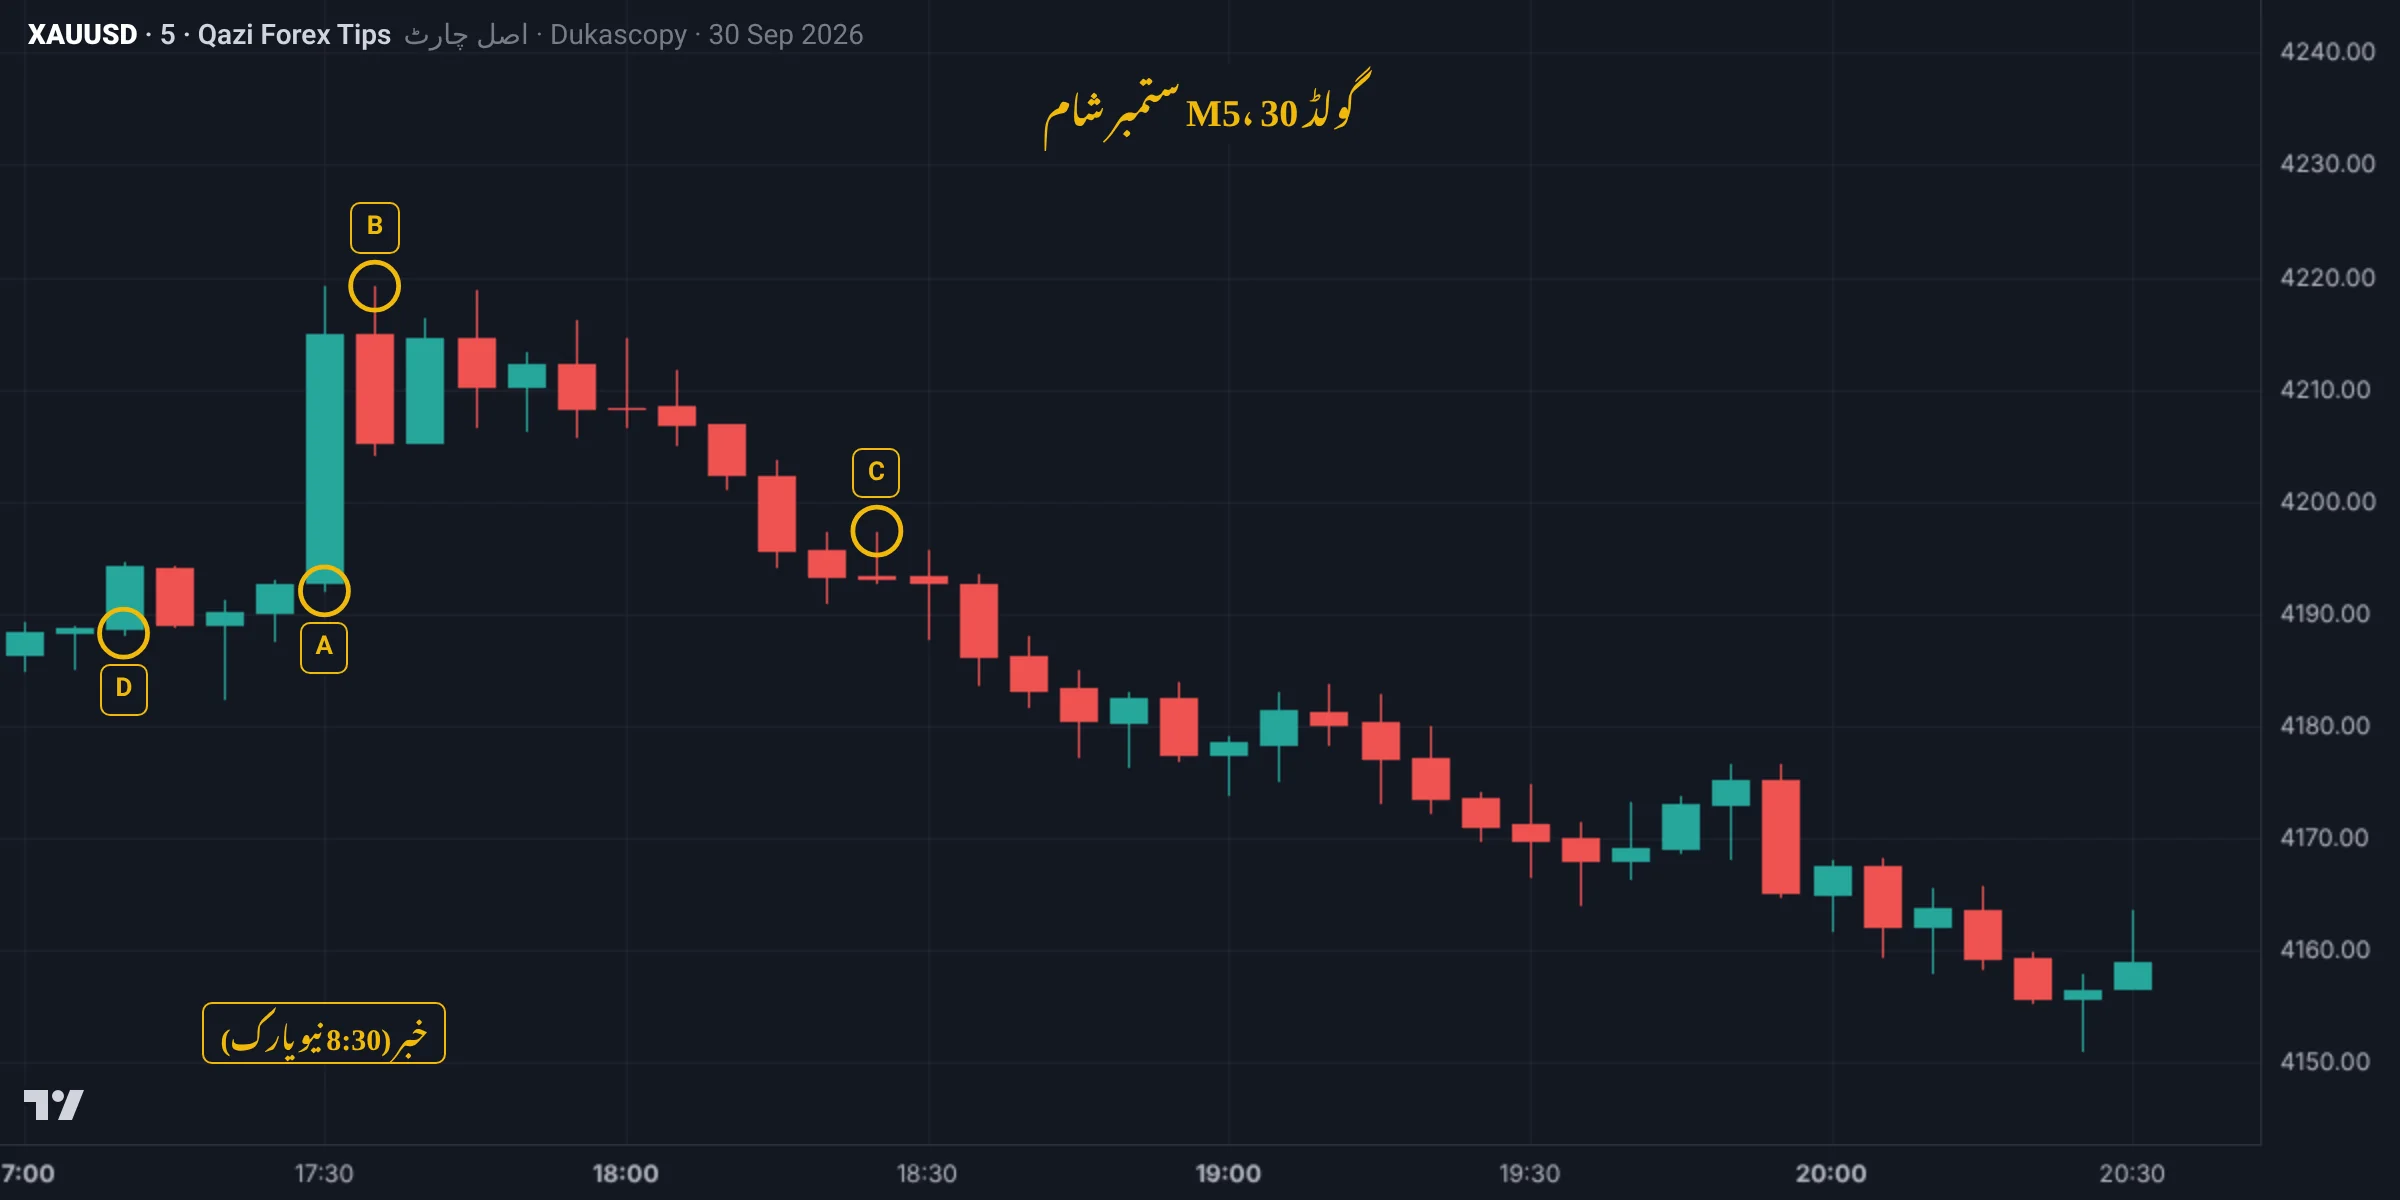 XAUUSD · 5 · Qazi Forex Tips اصل چارٹ · Dukascopy · 30 Sep 2026
گولڈ M5، 30 ستمبر شام
B
C
A
D
خبر (8:30 نیویارک)
4240.00
4230.00
4220.00
4210.00
4200.00
4190.00
4180.00
4170.00
4160.00
4150.00
7:00 17:30 18:00 18:30 19:00 19:30 20:00 20:30